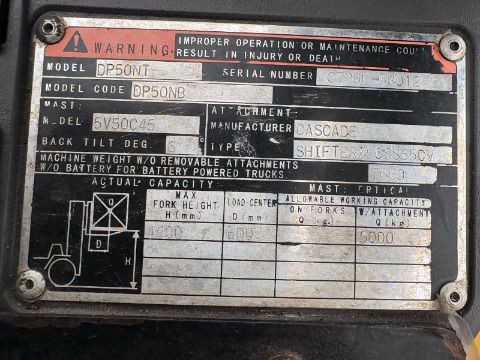 WARNING
IMPROPER OPERATION OR MAINTENANCE COULD
RESULT IN INJURY OR DEATH
MODEL DP50NT SERIAL NUMBER
MODEL CODE DP50NB
MAST: ATTACHMENT
MODEL 5V50C45 MANUFACTURER CASCADE
BACK TILT DEG. 6° TYPE
MACHINE WEIGHT W/O REMOVABLE ATTACHMENTS
W/O BATTERY FOR BATTERY POWERED TRUCKS
ACTUAL CAPACITY MAST: VERTICAL
MAX
FORK HEIGHT
H(mm)
LOAD CENTER
D(mm)
ALLOWABLE WORKING CAPACITY
ON FORKS
Q(kg)
W/ATTACHMENT
Q(kg)
4500 600 5000
Q
D
H